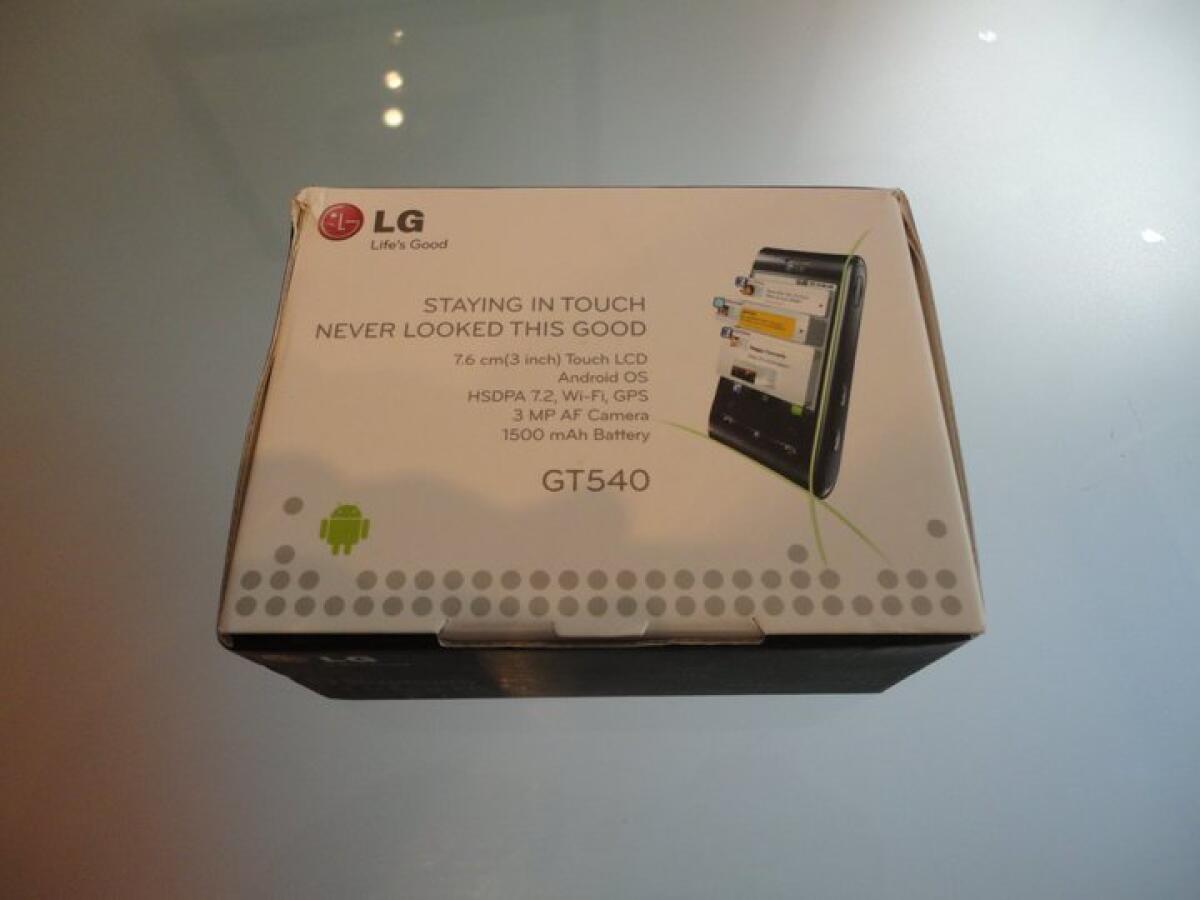 LG
Life's Good
STAYING IN TOUCH
NEVER LOOKED THIS GOOD
7.6 cm(3 inch) Touch LCD
Android OS
HSDPA 7.2, Wi-Fi, GPS
3 MP AF Camera
1500 mAh Battery
GT540
LG